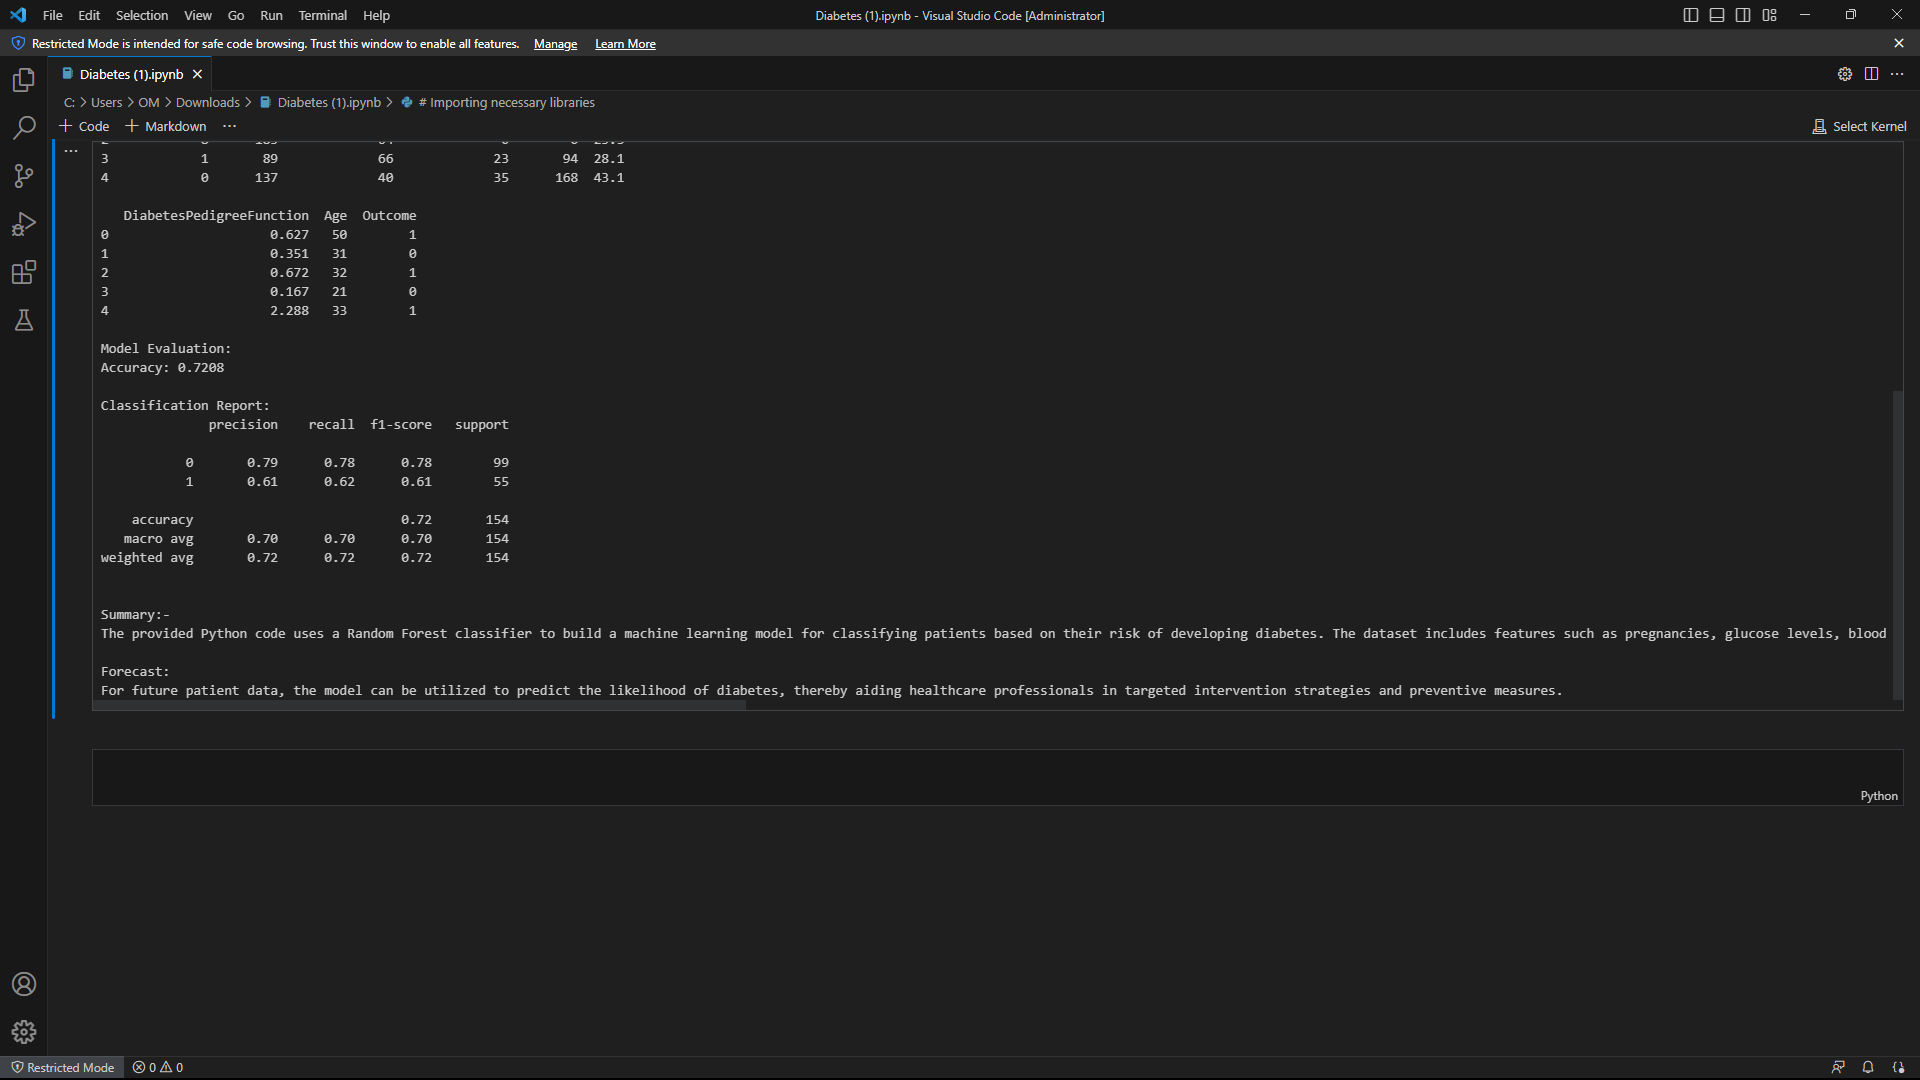 File Edit Selection View Go Run Terminal Help
Diabetes (1).ipynb - Visual Studio Code [Administrator]
Restricted Mode is intended for safe code browsing. Trust this window to enable all features. Manage Learn More
Diabetes (1).ipynb
C: > Users > OM > Downloads > Diabetes (1).ipynb > # Importing necessary libraries
+ Code + Markdown ...
Select Kernel
3 1 89 66 23 94 28.1
4 0 137 40 35 168 43.1
DiabetesPedigreeFunction Age Outcome
0 0.627 50 1
1 0.351 31 0
2 0.672 32 1
3 0.167 21 0
4 2.288 33 1
Model Evaluation:
Accuracy: 0.7208
Classification Report:
precision recall f1-score support
0 0.79 0.78 0.78 99
1 0.61 0.62 0.61 55
accuracy 0.72 154
macro avg 0.70 0.70 0.70 154
weighted avg 0.72 0.72 0.72 154
Summary:-
The provided Python code uses a Random Forest classifier to build a machine learning model for classifying patients based on their risk of developing diabetes. The dataset includes features such as pregnancies, glucose levels, blood
Forecast:
For future patient data, the model can be utilized to predict the likelihood of diabetes, thereby aiding healthcare professionals in targeted intervention strategies and preventive measures.
Python
Restricted Mode 0 0